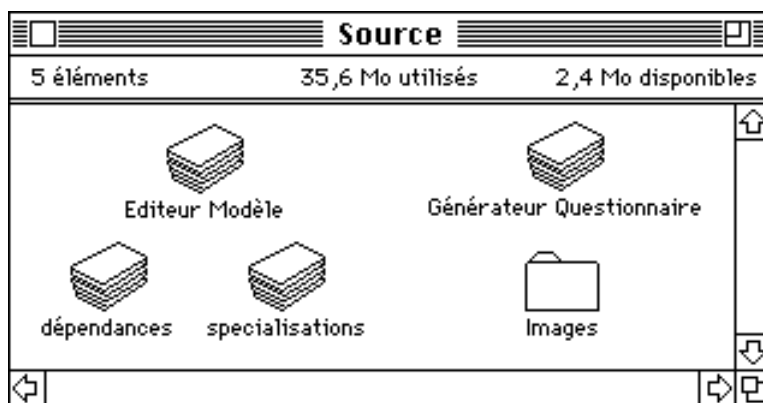 Source
5 éléments 35,6 Mo utilisés 2,4 Mo disponibles
Editeur Modèle Générateur Questionnaire
dépendances specialisations Images